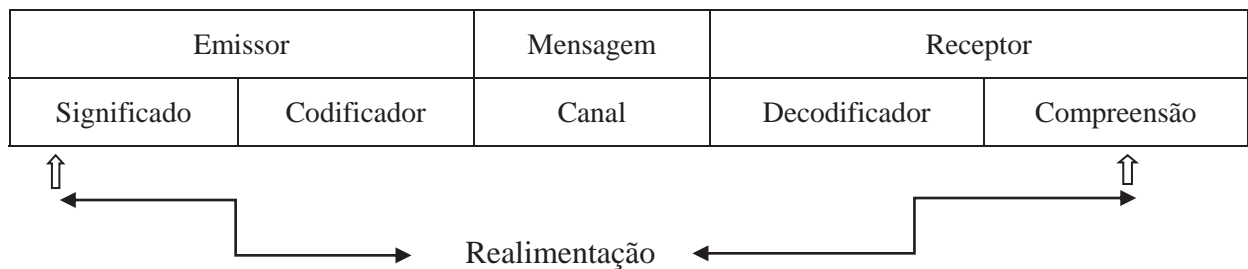 Emissor Mensagem Receptor
Significado Codificador Canal Decodificador Compreensão
Realimentação